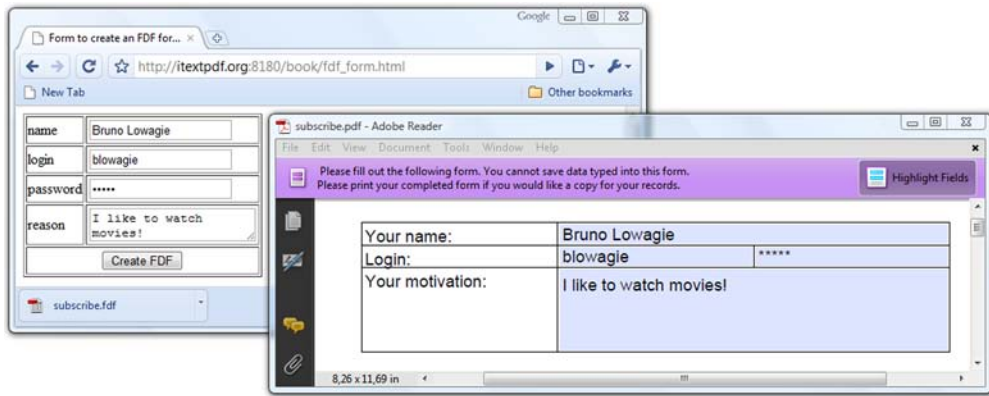 Google
Form to create an FDF for...
http://itextpdf.org:8180/book/fdf_form.html
New Tab
Other bookmarks
name
Bruno Lowagie
login
blowagie
password
•••••
reason
I like to watch
movies!
Create FDF
subscribe.fdf
subscribe.pdf - Adobe Reader
File Edit View Document Tools Window Help
Please fill out the following form. You cannot save data typed into this form.
Please print your completed form if you would like a copy for your records.
Highlight Fields
Your name:
Bruno Lowagie
Login:
blowagie
*****
Your motivation:
I like to watch movies!
8,26 x 11,69 in